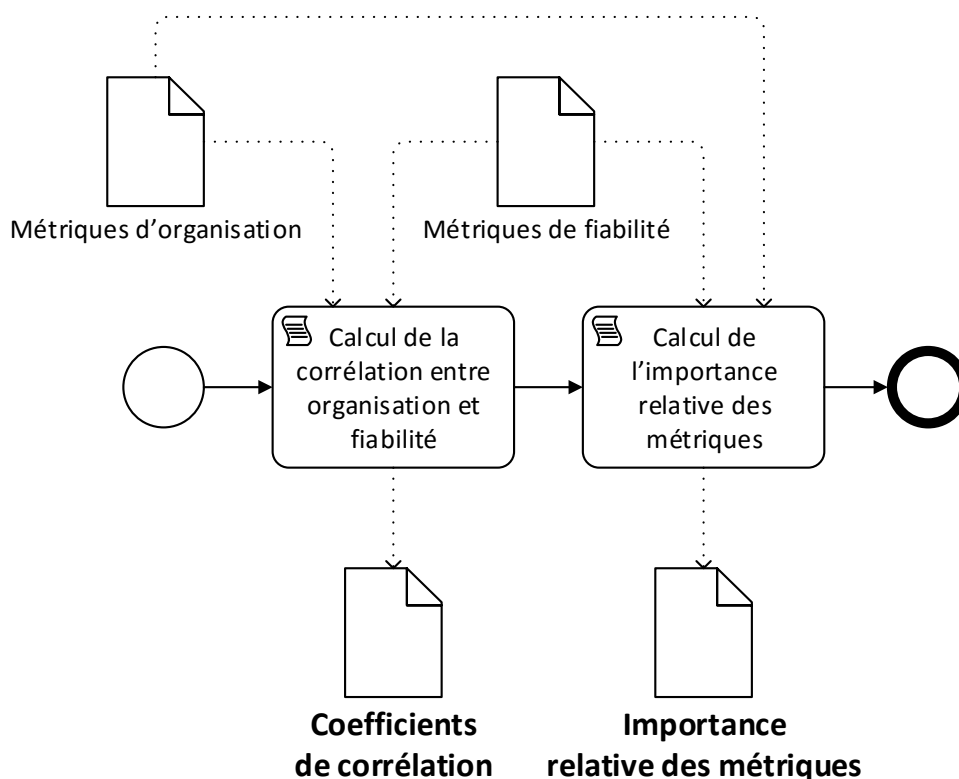 Métriques d’organisation
Métriques de fiabilité
Calcul de la
corrélation entre
organisation et
fiabilité
Calcul de
l’importance
relative des
métriques
Coefficients
de corrélation
Importance
relative des métriques